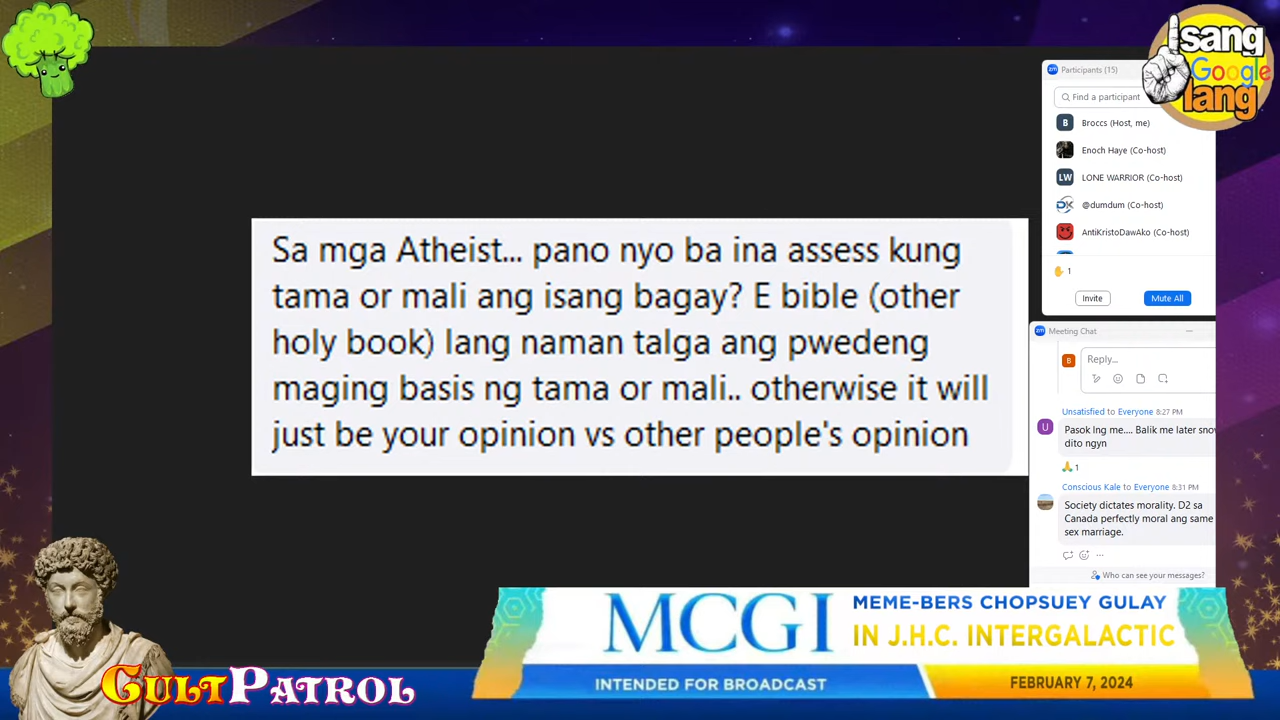 Isang
Google
lang
Participants (15)
Find a participant
B
Broccs (Host, me)
Enoch Haye (Co-host)
LW
LONE WARRIOR (Co-host)
DK
@dumdum (Co-host)
AntiKristoDawAko (Co-host)
1
Invite
Mute All
Sa mga Atheist... pano nyo ba ina assess kung
tama or mali ang isang bagay? E bible (other
holy book) lang naman talga ang pwedeng
maging basis ng tama or mali.. otherwise it will
just be your opinion vs other people's opinion
zm
Meeting Chat
B
Reply...
Unsatisfied to Everyone 8:27 PM
U
Pasok lng me.... Balik me later snow
dito ngyn
1
Conscious Kale to Everyone 8:31 PM
Society dictates morality. D2 sa
Canada perfectly moral ang same
sex marriage.
Who can see your messages?
MCGI
MEME-BERS CHOPSUEY GULAY
IN J.H.C. INTERGALACTIC
INTENDED FOR BROADCAST
FEBRUARY 7, 2024
CULTPATROL